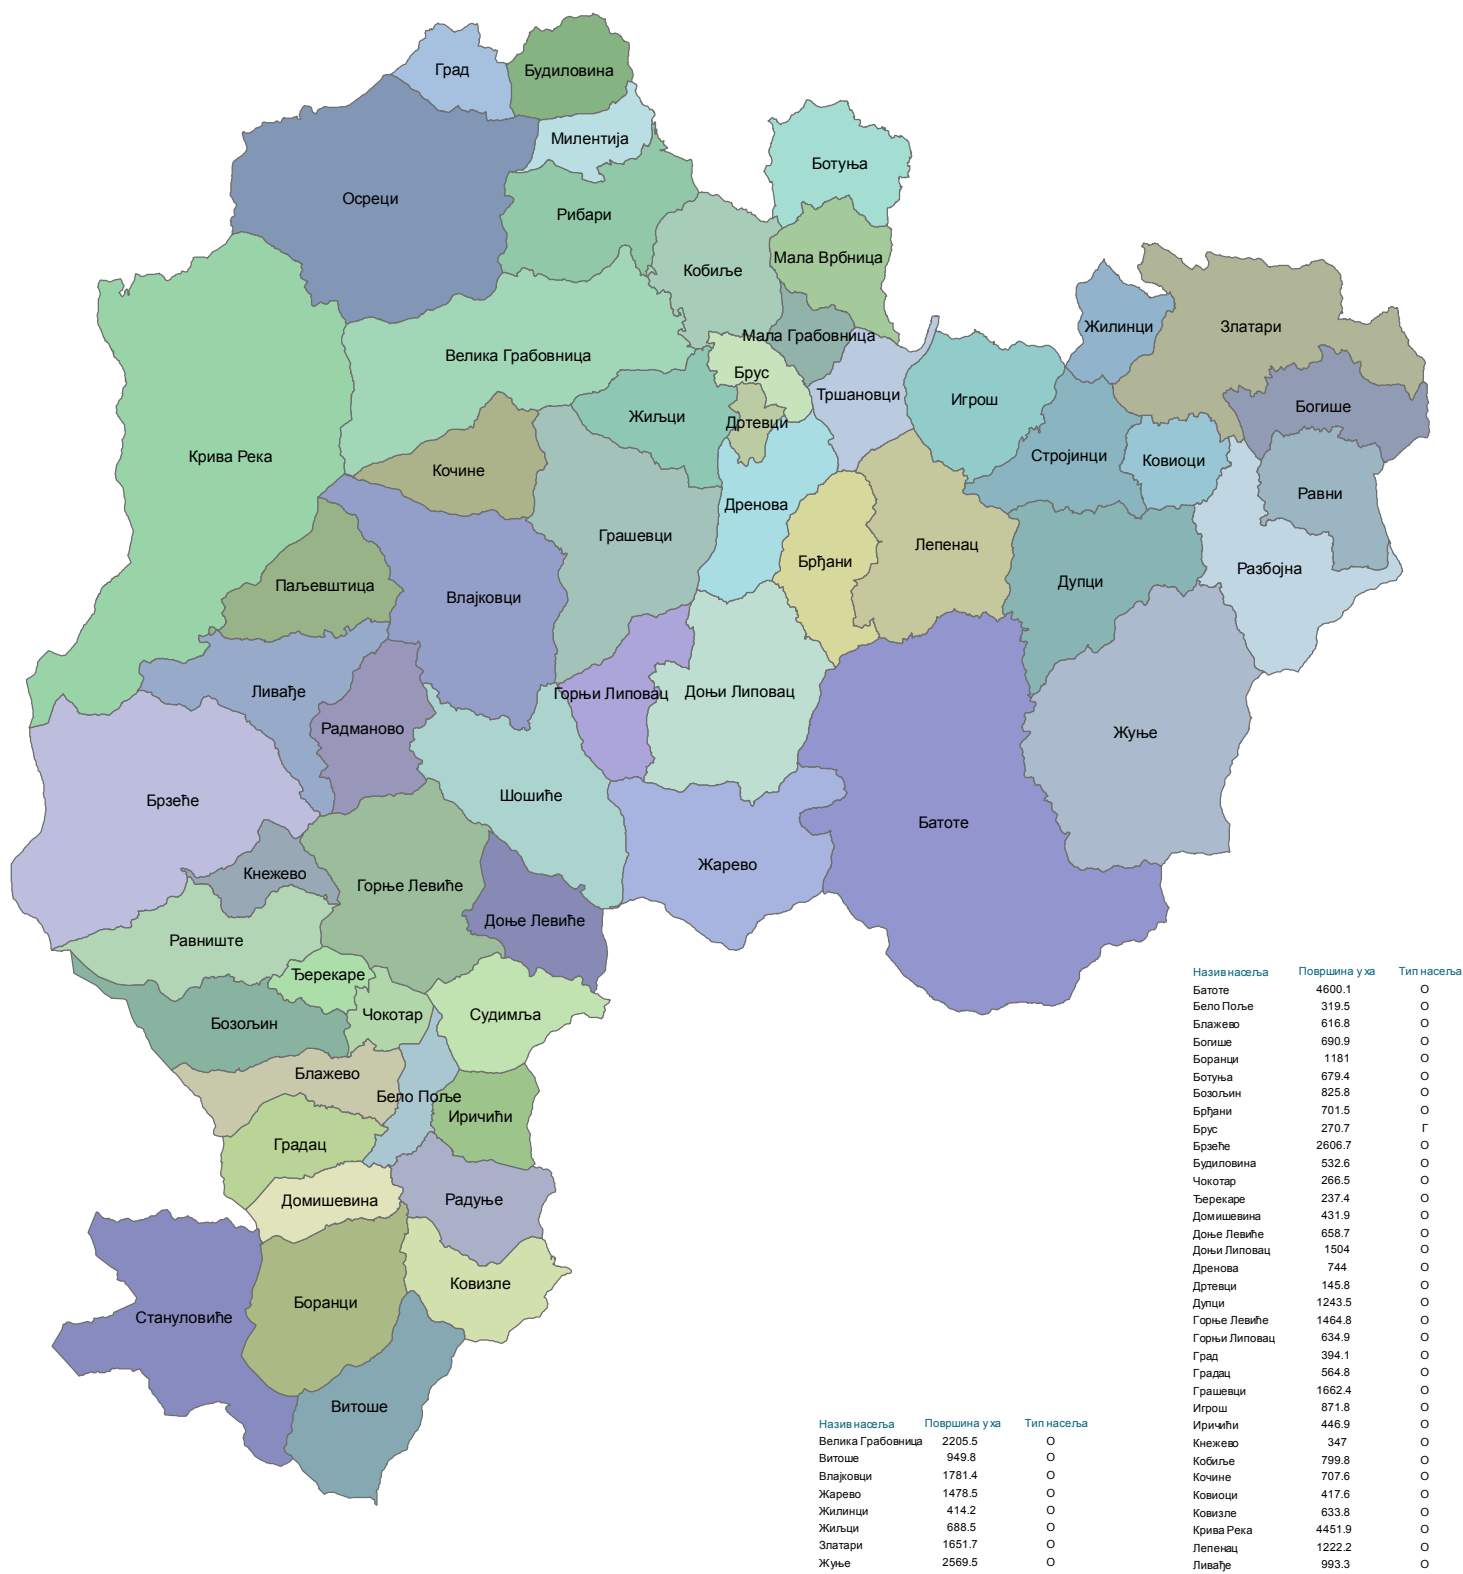 Град
Будиловина
Милентија
Ботуња
Осреци
Рибари
Мала Врбница
Кобиље
Златари
Жилинци
Мала Грабовница
Велика Грабовница
Брус
Тршановци
Игрош
Богише
Жиљци
Дртевци
Стројинци
Ковиоци
Крива Река
Кочине
Равни
Дренова
Грашевци
Лепенац
Брђани
Разбојна
Дупци
Паљевштица
Влајковци
Ливађе
Горњи Липовац
Доњи Липовац
Радманово
Жуње
Брзеће
Шошиће
Батоте
Жарево
Кнежево
Горње Левиће
Доње Левиће
Равниште
Ђерекаре
Чокотар
Судимља
Бозољин
Блажево
Бело Поље
Иричићи
Градац
Домишевина
Радуње
Ковизле
Боранци
Стануловиће
Витоше
Назив насеља Површина у ха Тип насеља
Велика Грабовница 2205.5 О
Витоше 949.8 О
Влајковци 1781.4 О
Жарево 1478.5 О
Жилинци 414.2 О
Жиљци 688.5 О
Златари 1651.7 О
Жуње 2569.5 О
Назив насеља Површина у ха Тип насеља
Батоте 4600.1 О
Бело Поље 319.5 О
Блажево 616.8 О
Богише 690.9 О
Боранци 1181 О
Ботуња 679.4 О
Бозољин 825.8 О
Брђани 701.5 О
Брус 270.7 Г
Брзеће 2606.7 О
Будиловина 532.6 О
Чокотар 266.5 О
Ђерекаре 237.4 О
Домишевина 431.9 О
Доње Левиће 658.7 О
Доњи Липовац 1504 О
Дренова 744 О
Дртевци 145.8 О
Дупци 1243.5 О
Горње Левиће 1464.8 О
Горњи Липовац 634.9 О
Град 394.1 О
Градац 564.8 О
Грашевци 1662.4 О
Игрош 871.8 О
Иричићи 446.9 О
Кнежево 347 О
Кобиље 799.8 О
Кочине 707.6 О
Ковиоци 417.6 О
Ковизле 633.8 О
Крива Река 4451.9 О
Лепенац 1222.2 О
Ливађе 993.3 О